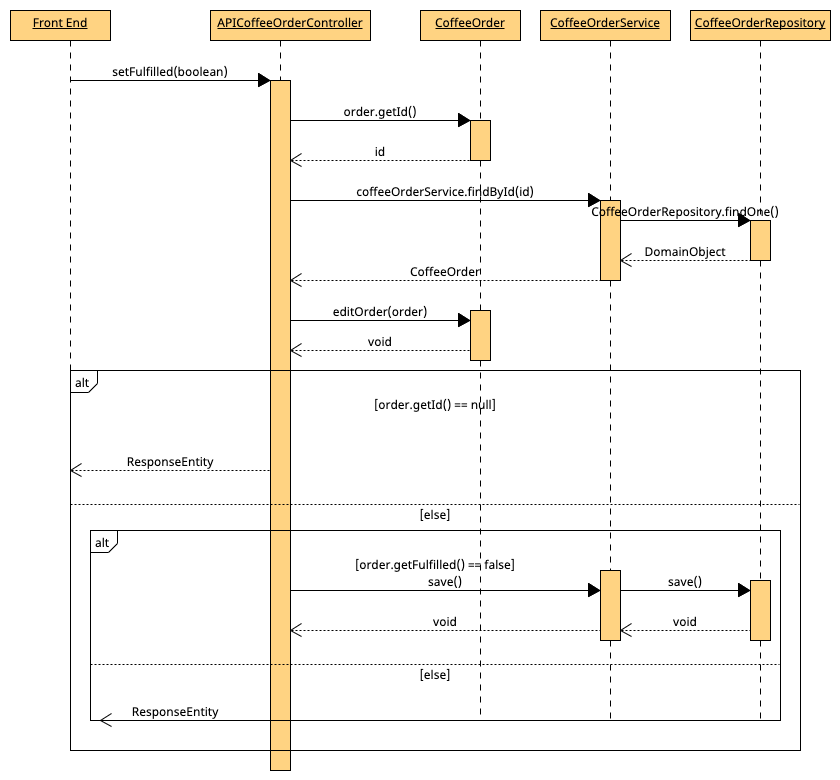 Front End
APICoffeeOrderController
CoffeeOrder
CoffeeOrderService
CoffeeOrderRepository
setFulfilled(boolean)
order.getId()
id
coffeeOrderService.findById(id)
CoffeeOrderRepository.findOne()
DomainObject
CoffeeOrder
editOrder(order)
void
alt
[order.getId() == null]
ResponseEntity
[else]
alt
[order.getFulfilled() == false]
save()
save()
void
void
[else]
ResponseEntity